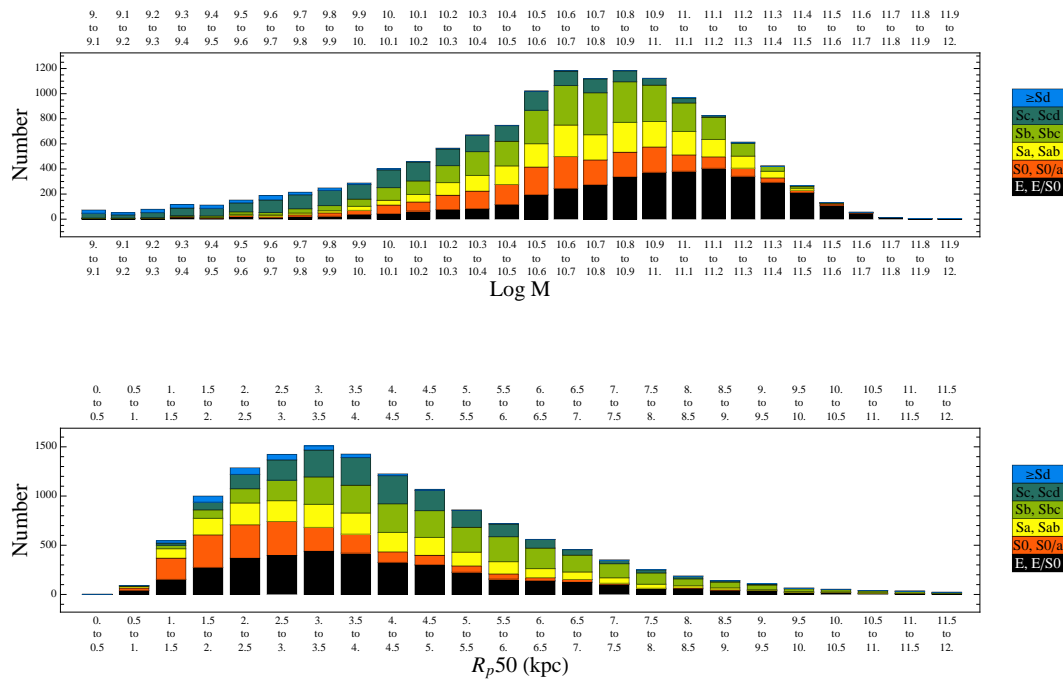 9. 9.1 9.2 9.3 9.4 9.5 9.6 9.7 9.8 9.9 10. 10.1 10.2 10.3 10.4 10.5 10.6 10.7 10.8 10.9 11. 11.1 11.2 11.3 11.4 11.5 11.6 11.7 11.8 11.9
to to to to to to to to to to to to to to to to to to to to to to to to to to to to to to
9.1 9.2 9.3 9.4 9.5 9.6 9.7 9.8 9.9 10. 10.1 10.2 10.3 10.4 10.5 10.6 10.7 10.8 10.9 11. 11.1 11.2 11.3 11.4 11.5 11.6 11.7 11.8 11.9 12.
1200
1000
800
600
400
200
0
Number
≥Sd
Sc, Scd
Sb, Sbc
Sa, Sab
S0, S0/a
E, E/S0
9. 9.1 9.2 9.3 9.4 9.5 9.6 9.7 9.8 9.9 10. 10.1 10.2 10.3 10.4 10.5 10.6 10.7 10.8 10.9 11. 11.1 11.2 11.3 11.4 11.5 11.6 11.7 11.8 11.9
to to to to to to to to to to to to to to to to to to to to to to to to to to to to to to
9.1 9.2 9.3 9.4 9.5 9.6 9.7 9.8 9.9 10. 10.1 10.2 10.3 10.4 10.5 10.6 10.7 10.8 10.9 11. 11.1 11.2 11.3 11.4 11.5 11.6 11.7 11.8 11.9 12.
Log M
0. 0.5 1. 1.5 2. 2.5 3. 3.5 4. 4.5 5. 5.5 6. 6.5 7. 7.5 8. 8.5 9. 9.5 10. 10.5 11. 11.5
to to to to to to to to to to to to to to to to to to to to to to to to
0.5 1. 1.5 2. 2.5 3. 3.5 4. 4.5 5. 5.5 6. 6.5 7. 7.5 8. 8.5 9. 9.5 10. 10.5 11. 11.5 12.
1500
1000
500
0
Number
≥Sd
Sc, Scd
Sb, Sbc
Sa, Sab
S0, S0/a
E, E/S0
0. 0.5 1. 1.5 2. 2.5 3. 3.5 4. 4.5 5. 5.5 6. 6.5 7. 7.5 8. 8.5 9. 9.5 10. 10.5 11. 11.5
to to to to to to to to to to to to to to to to to to to to to to to to
0.5 1. 1.5 2. 2.5 3. 3.5 4. 4.5 5. 5.5 6. 6.5 7. 7.5 8. 8.5 9. 9.5 10. 10.5 11. 11.5 12.
R_p50 (kpc)